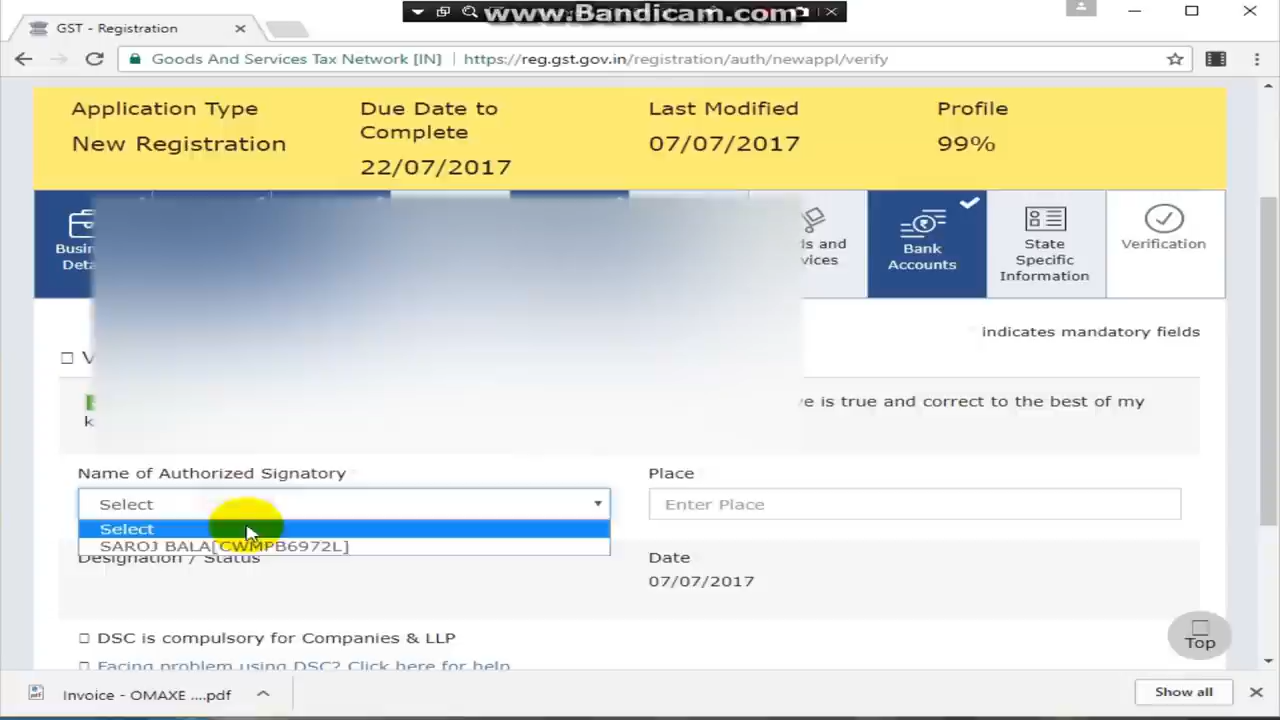 www.Bandicam.com
GST - Registration
Goods And Services Tax Network [IN] https://reg.gst.gov.in/registration/auth/newappl/verify
Application Type
New Registration
Due Date to
Complete
22/07/2017
Last Modified
07/07/2017
Profile
99%
Bank
Accounts
State
Specific
Information
Verification
indicates mandatory fields
is true and correct to the best of my
Name of Authorized Signatory
Select
Select
SAROJ BALA[CWMPB6972L]
Designation / Status
Place
Enter Place
Date
07/07/2017
DSC is compulsory for Companies & LLP
Facing problem using DSC? Click here for help
Top
Invoice - OMAXE ....pdf
Show all